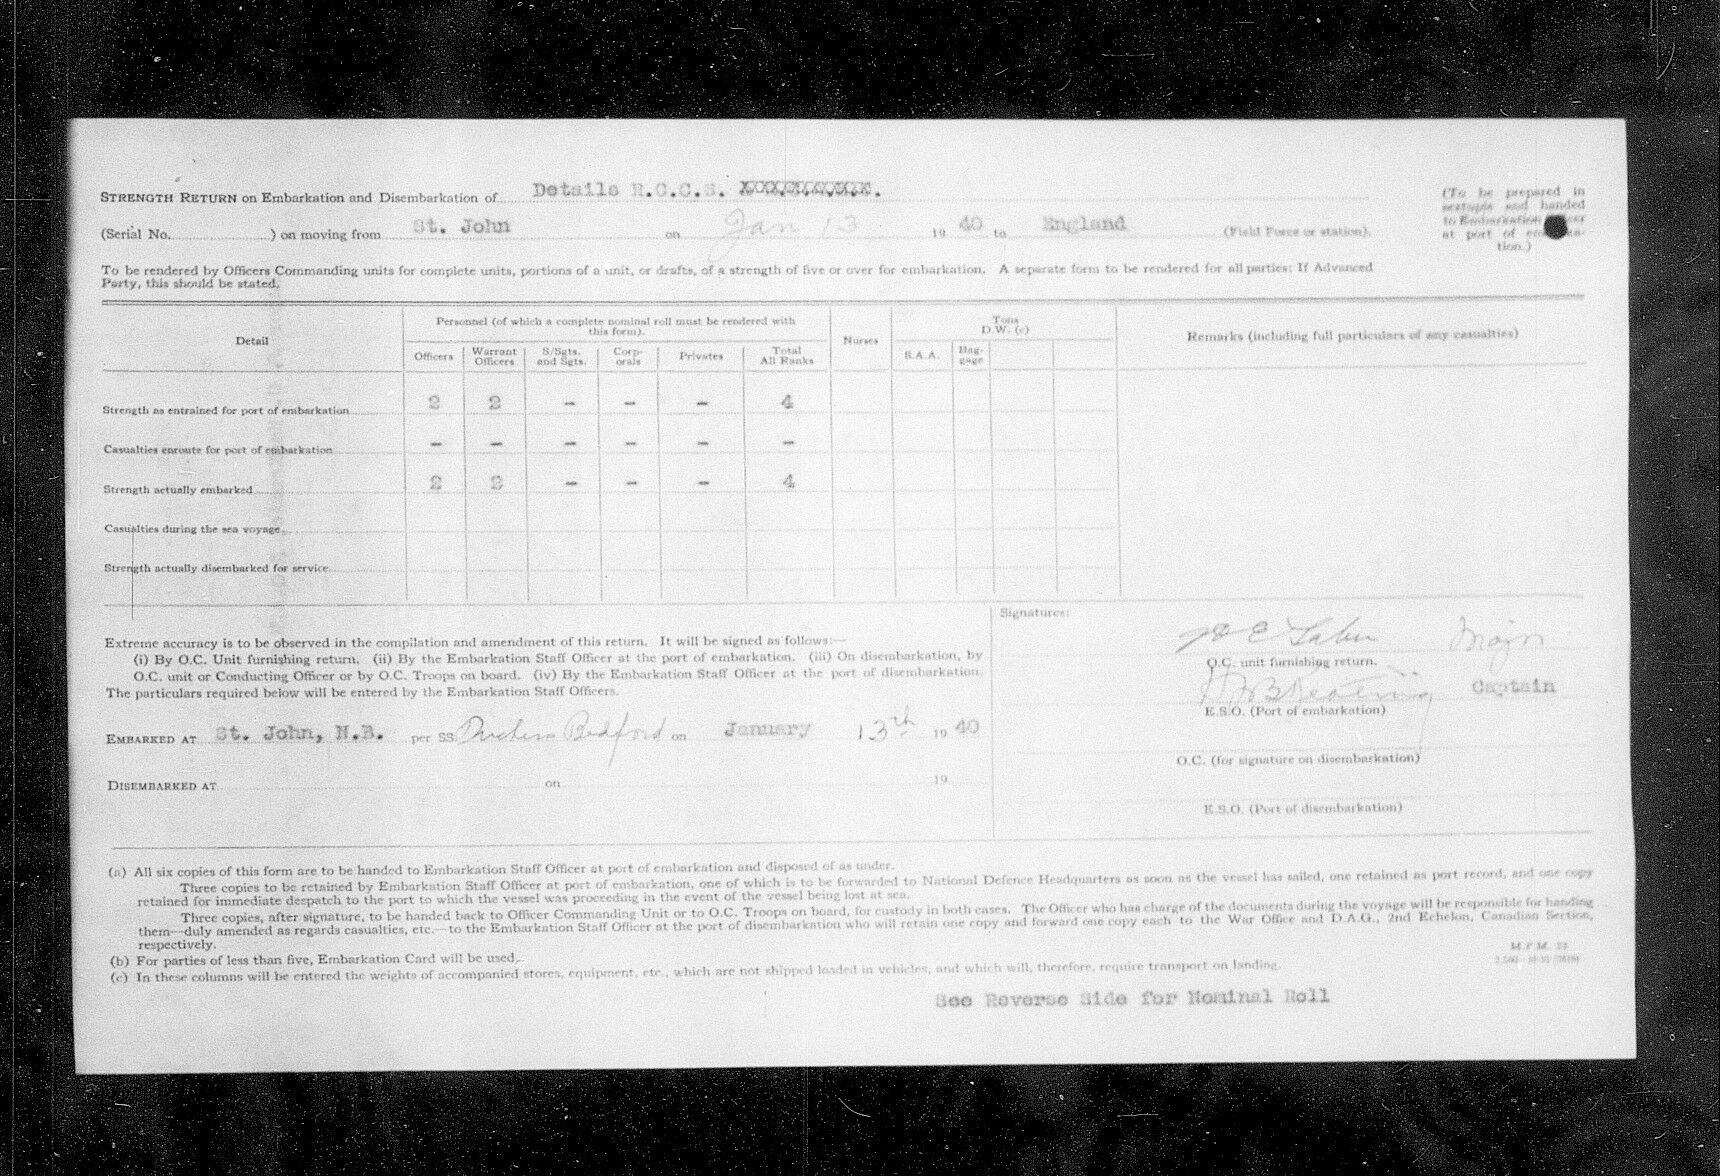 STRENGTH RETURN on Embarkation and Disembarkation of Details R.C.C.S.
(Serial No. ) on moving from St. John on Jan 13 19 40 to England (Field Force or station).
(To be prepared in
sextuple and handed
to Embarkation
at port of
tion.)
To be rendered by Officers Commanding units for complete units, portions of a unit, or drafts, of a strength of five or over for embarkation. A separate form to be rendered for all parties: If Advanced
Party, this should be stated.
Detail
Personnel (of which a complete nominal roll must be rendered with
this form).
Nurses
Tons
D.W. (c)
Remarks (including full particulars of any casualties)
Officers Warrant Officers S/Sgts. and Sgts. Corporals Privates Total All Ranks S.A.A. Baggage
Strength as entrained for port of embarkation 2 2 - - - 4
Casualties enroute for port of embarkation - - - - - -
Strength actually embarked 2 2 - - - 4
Casualties during the sea voyage
Strength actually disembarked for service
Extreme accuracy is to be observed in the compilation and amendment of this return. It will be signed as follows:—
(i) By O.C. Unit furnishing return. (ii) By the Embarkation Staff Officer at the port of embarkation. (iii) On disembarkation, by
O.C. unit or Conducting Officer or by O.C. Troops on board. (iv) By the Embarkation Staff Officer at the port of disembarkation.
The particulars required below will be entered by the Embarkation Staff Officers.
EMBARKED AT St. John, N.B. per SS Duchess Bedford on January 13th 19 40
DISEMBARKED AT on 19
Signatures:
Major
O.C. unit furnishing return.
Keating Captain
E.S.O. (Port of embarkation)
O.C. (for signature on disembarkation)
E.S.O. (Port of disembarkation)
(a) All six copies of this form are to be handed to Embarkation Staff Officer at port of embarkation and disposed of as under.
Three copies to be retained by Embarkation Staff Officer at port of embarkation, one of which is to be forwarded to National Defence Headquarters as soon as the vessel has sailed, one retained as port record, and one copy
retained for immediate despatch to the port to which the vessel was proceeding in the event of the vessel being lost at sea.
Three copies, after signature, to be handed back to Officer Commanding Unit or to O.C. Troops on board, for custody in both cases. The Officer who has charge of the documents during the voyage will be responsible for handing
them—duly amended as regards casualties, etc.—to the Embarkation Staff Officer at the port of disembarkation who will retain one copy and forward one copy each to the War Office and D.A.G., 2nd Echelon, Canadian Section,
respectively.
(b) For parties of less than five, Embarkation Card will be used.
(c) In these columns will be entered the weights of accompanied stores, equipment, etc., which are not shipped loaded in vehicles, and which will, therefore, require transport on landing.
See Reverse Side for Nominal Roll